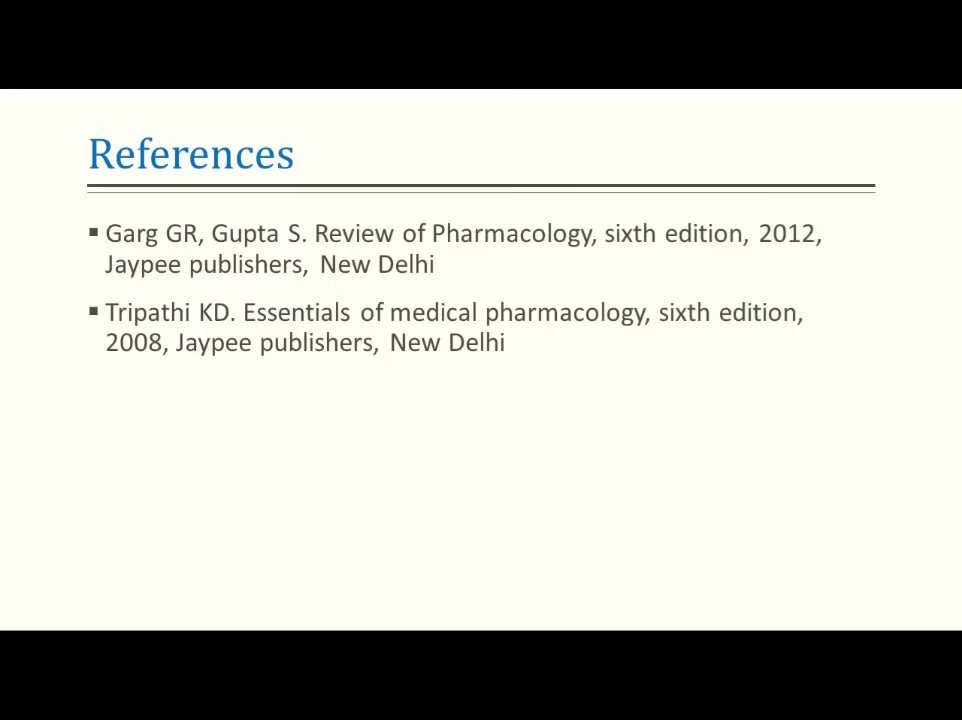 References
▪ Garg GR, Gupta S. Review of Pharmacology, sixth edition, 2012,
Jaypee publishers, New Delhi
▪ Tripathi KD. Essentials of medical pharmacology, sixth edition,
2008, Jaypee publishers, New Delhi